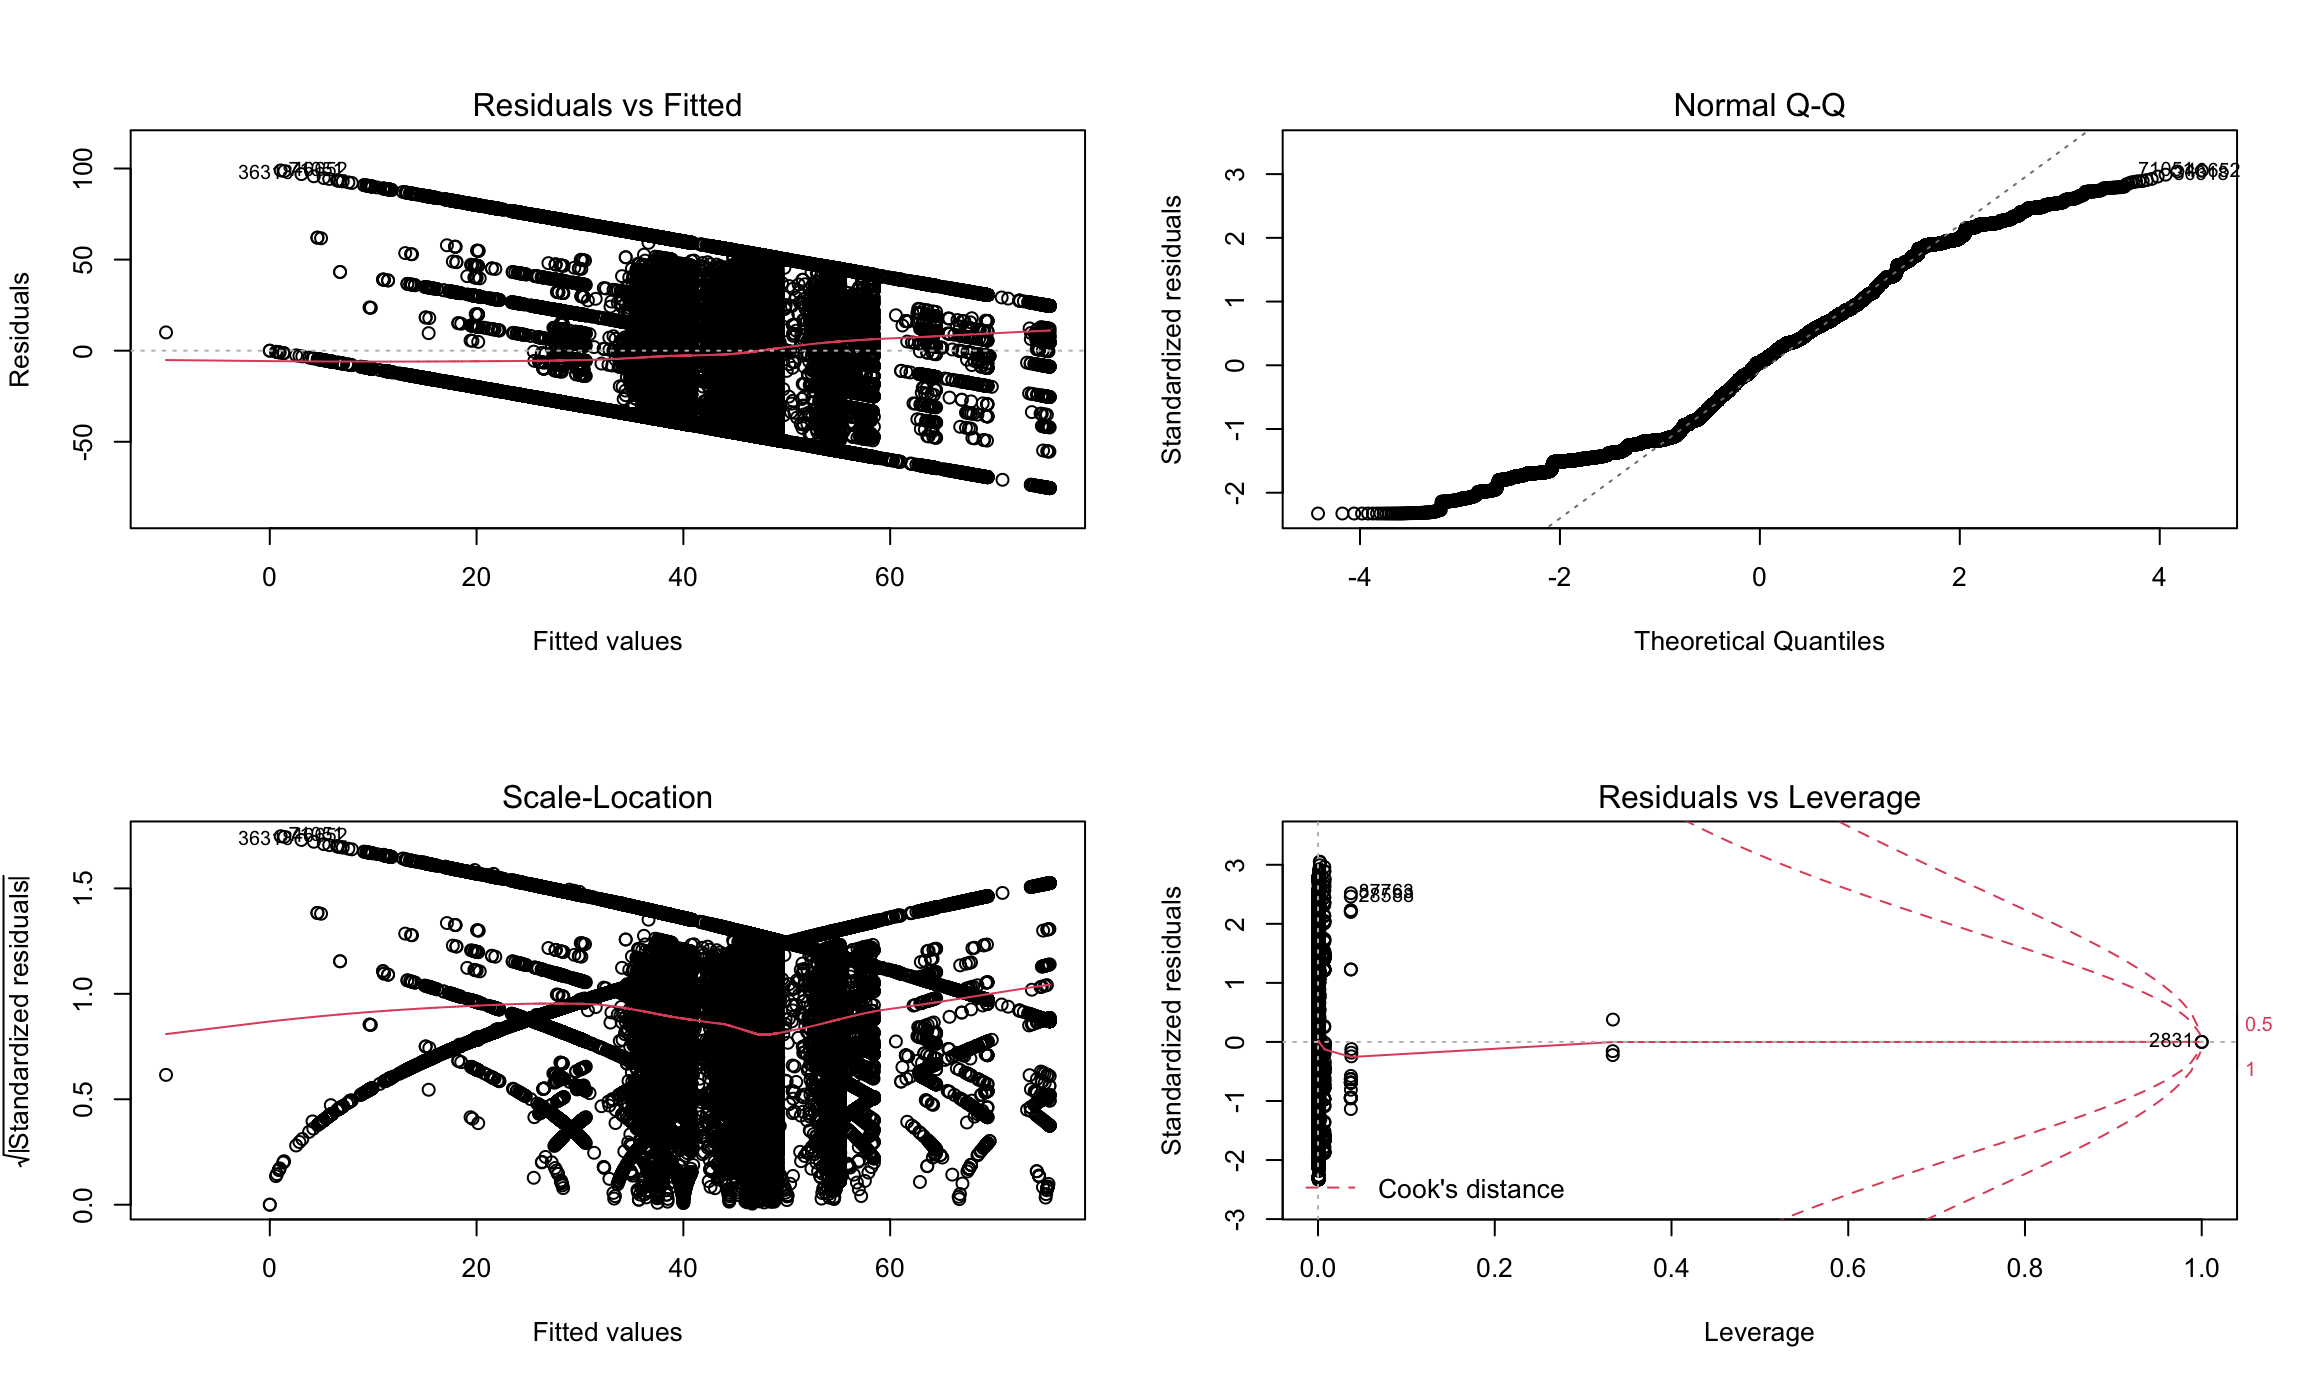 Residuals vs Fitted
Residuals
100
50
0
-50
0 20 40 60
Fitted values
Normal Q-Q
Standardized residuals
3
2
1
0
-1
-2
-4 -2 0 2 4
Theoretical Quantiles
Scale-Location
√|Standardized residuals|
1.5
1.0
0.5
0.0
0 20 40 60
Fitted values
Residuals vs Leverage
Standardized residuals
3
2
1
0
-1
-2
-3
87763
2831
0.5
1
Cook's distance
0.0 0.2 0.4 0.6 0.8 1.0
Leverage